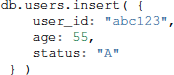 db.users.insert( {
    user_id: "abc123",
    age: 55,
    status: "A"
 } )